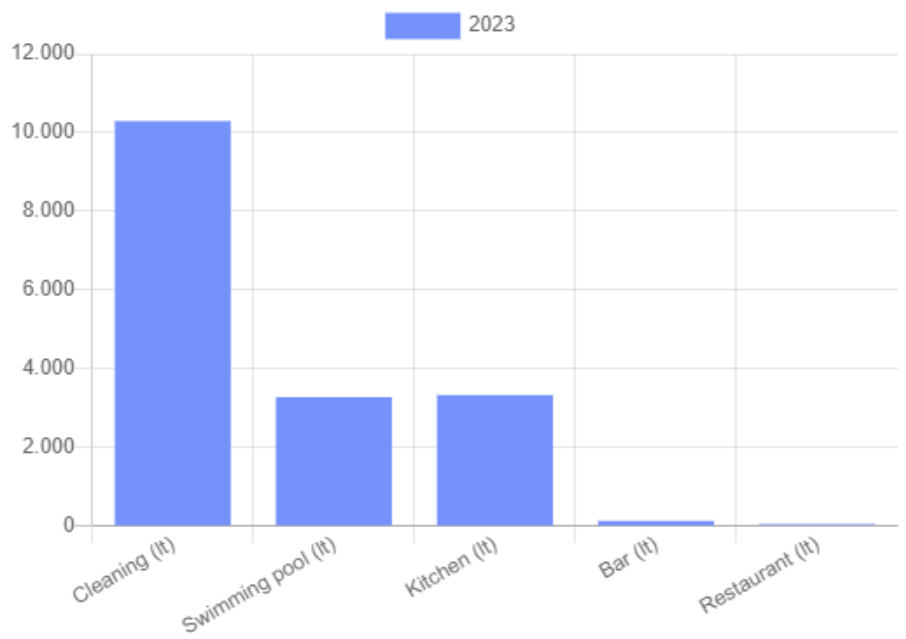 2023
12.000
10.000
8.000
6.000
4.000
2.000
0
Cleaning (lt)
Swimming pool (lt)
Kitchen (lt)
Bar (lt)
Restaurant (lt)